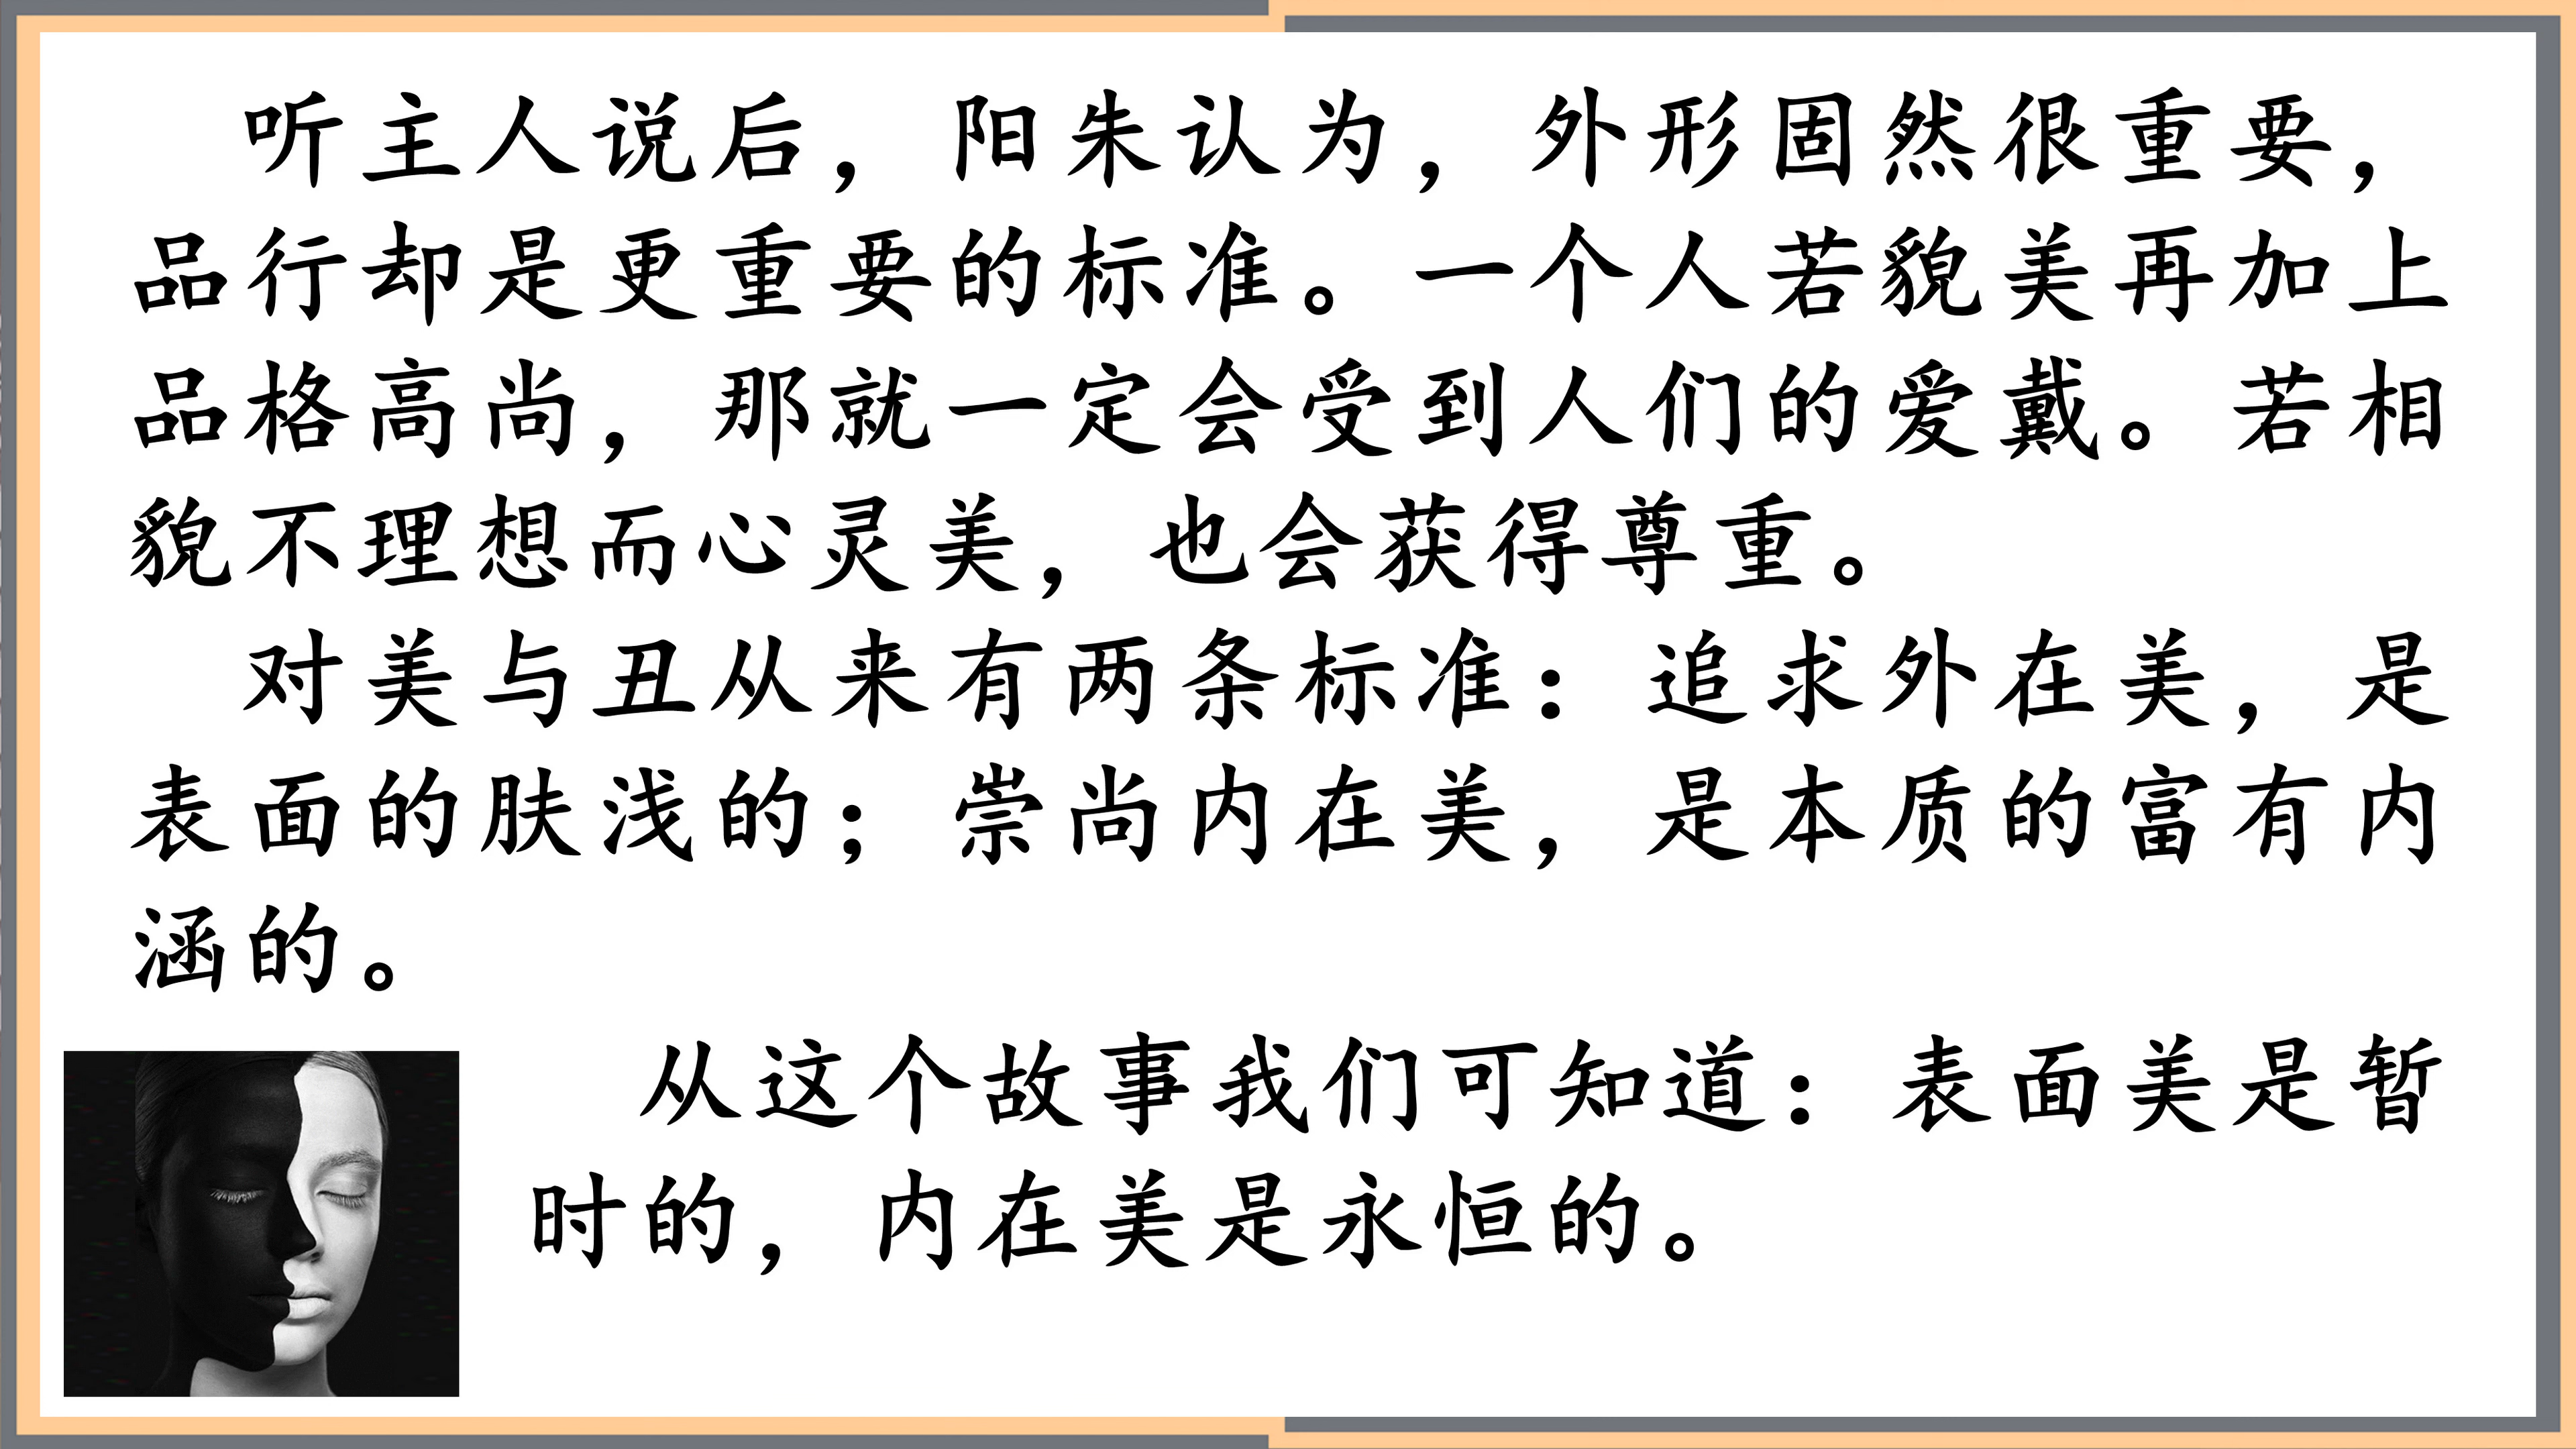 听主人说后，阳朱认为，外形固然很重要，
品行却是更重要的标准。一个人若貌美再加上
品格高尚，那就一定会受到人们的爱戴。若相
貌不理想而心灵美，也会获得尊重。
对美与丑从来有两条标准：追求外在美，是
表面的肤浅的；崇尚内在美，是本质的富有内
涵的。
从这个故事我们可知道：表面美是暂
时的，内在美是永恒的。